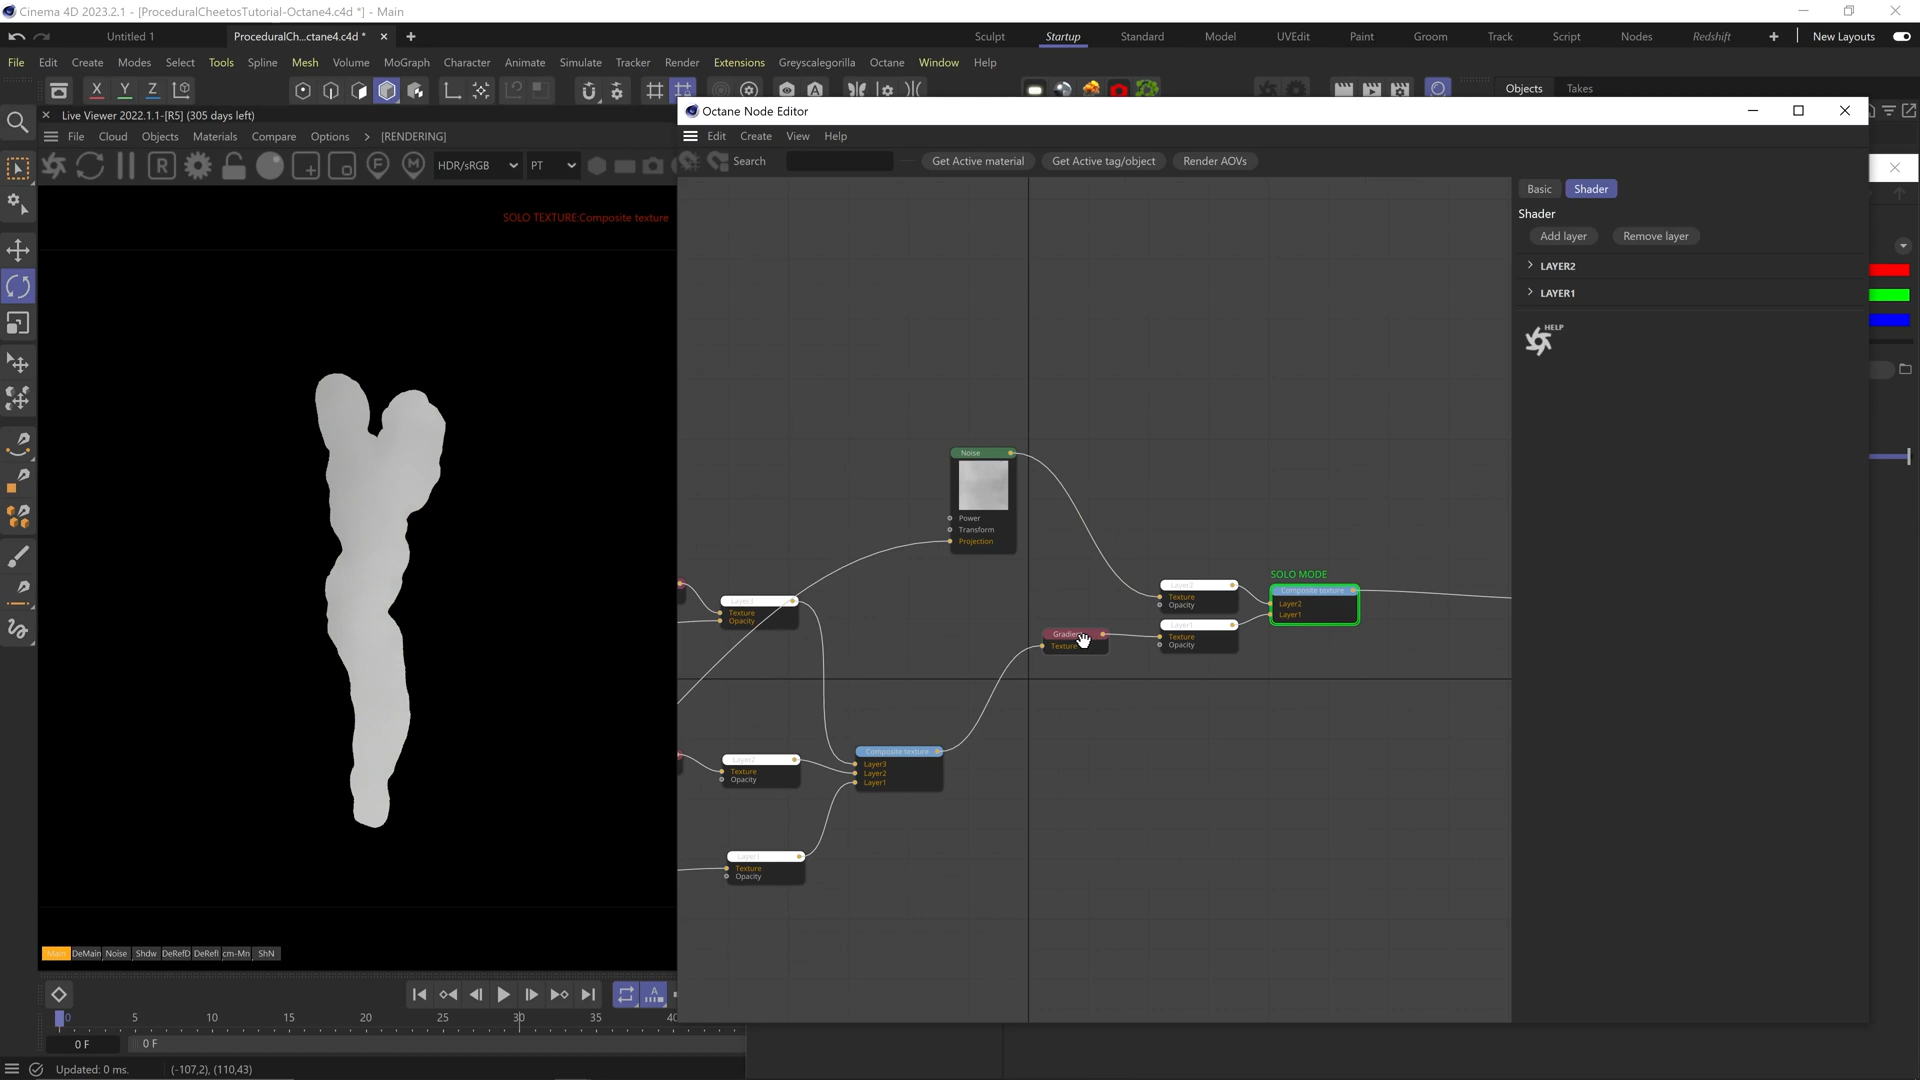 Cinema 4D 2023.2.1 - [ProceduralCheetosTutorial-Octane4.c4d *] - Main
Untitled 1
ProceduralCh...ctane4.c4d *
Sculpt
Startup
Standard
Model
UVEdit
Paint
Groom
Track
Script
Nodes
Redshift
New Layouts
File Edit Create Modes Select Tools Spline Mesh Volume MoGraph Character Animate Simulate Tracker Render Extensions Greyscalegorilla Octane Window Help
X Y Z
Objects Takes
Live Viewer 2022.1.1-[R5] (305 days left)
File Cloud Objects Materials Compare Options > [RENDERING]
R
F
M
HDR/sRGB
PT
SOLO TEXTURE:Composite texture
Octane Node Editor
Edit Create View Help
Search
Get Active material
Get Active tag/object
Render AOVs
Basic
Shader
Shader
Add layer
Remove layer
LAYER2
LAYER1
HELP
Noise
Power
Transform
Projection
SOLO MODE
Composite texture
Layer2
Layer1
Layer2
Texture
Opacity
Layer1
Texture
Opacity
Texture
Texture
Opacity
Composite texture
Layer3
Layer2
Layer1
Layer2
Texture
Opacity
Layer1
Texture
Opacity
Main DeMain Noise Shdw DeRefD DeRefl cm-Mn ShN
0 5 10 15 20 25 30 35 40
0 F
0 F
Updated: 0 ms.
(-107,2), (110,43)